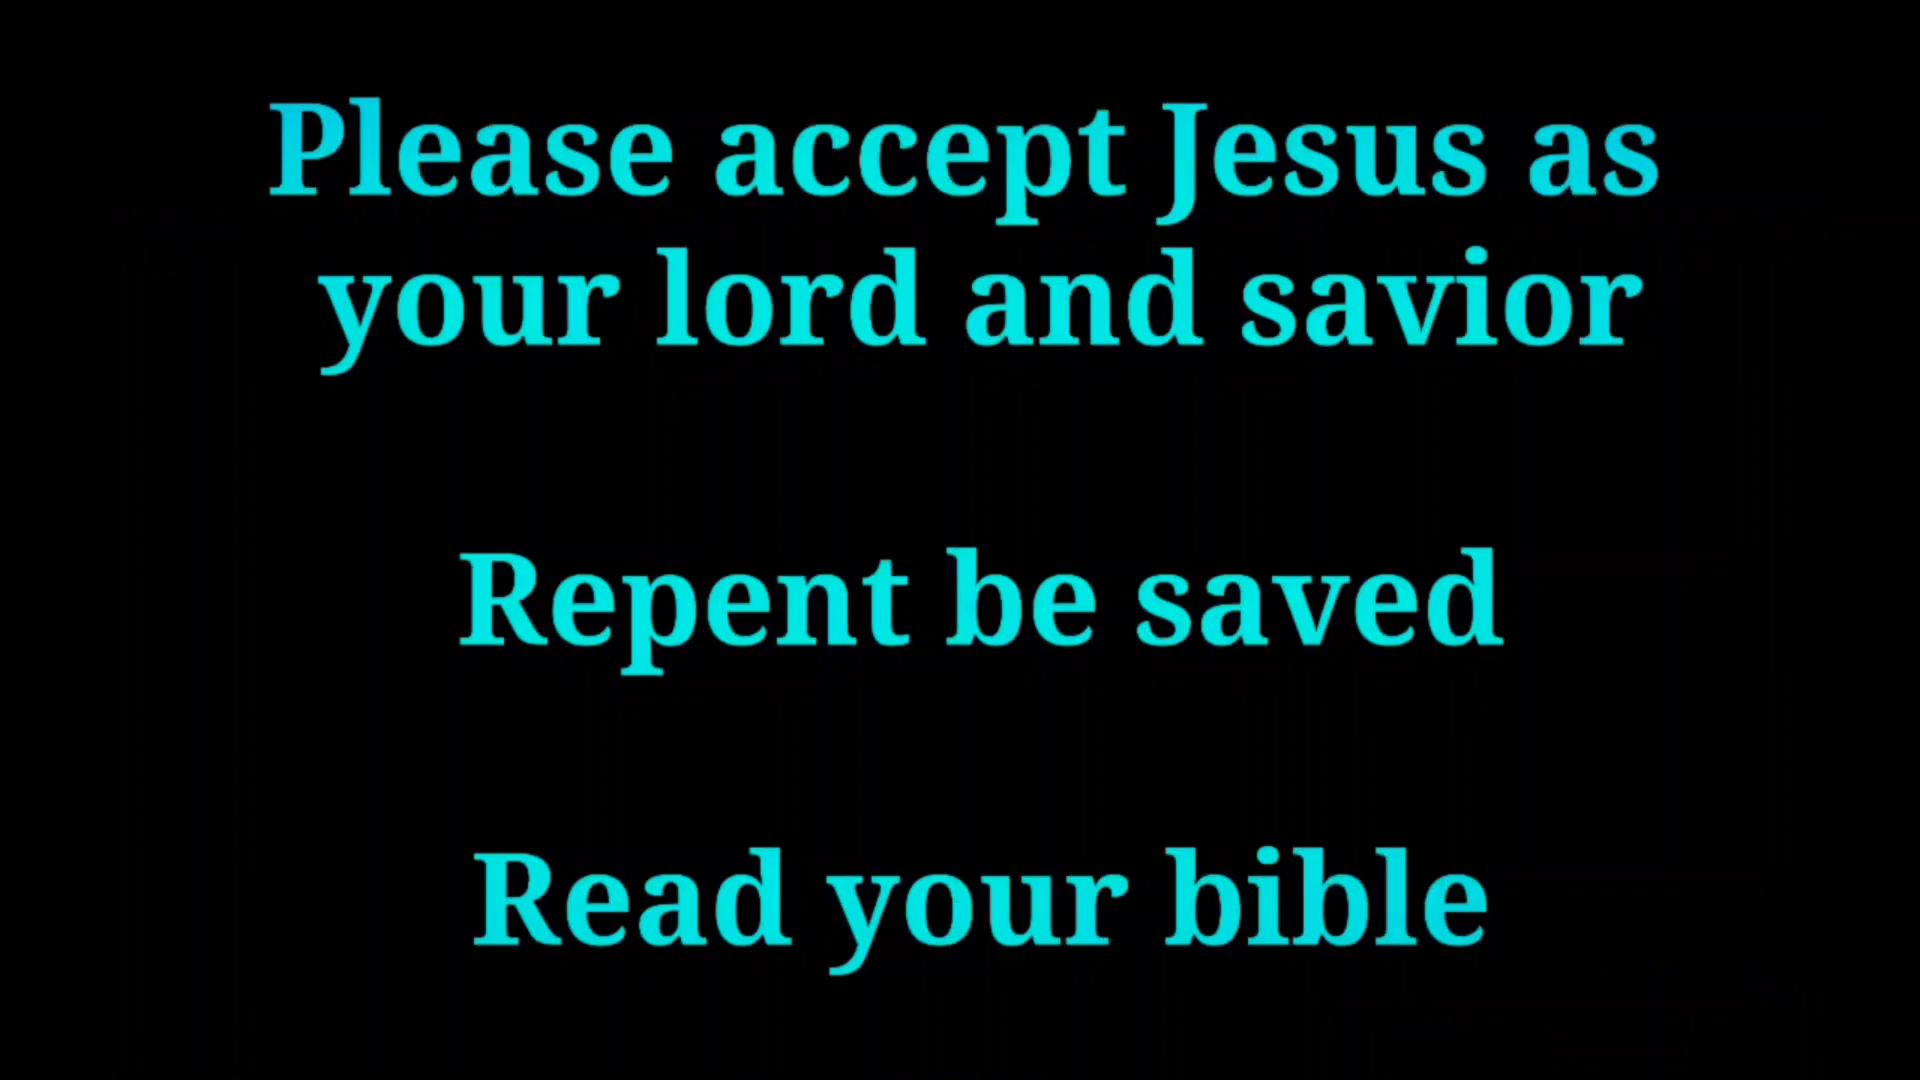 Please accept Jesus as
your lord and savior
Repent be saved
Read your bible